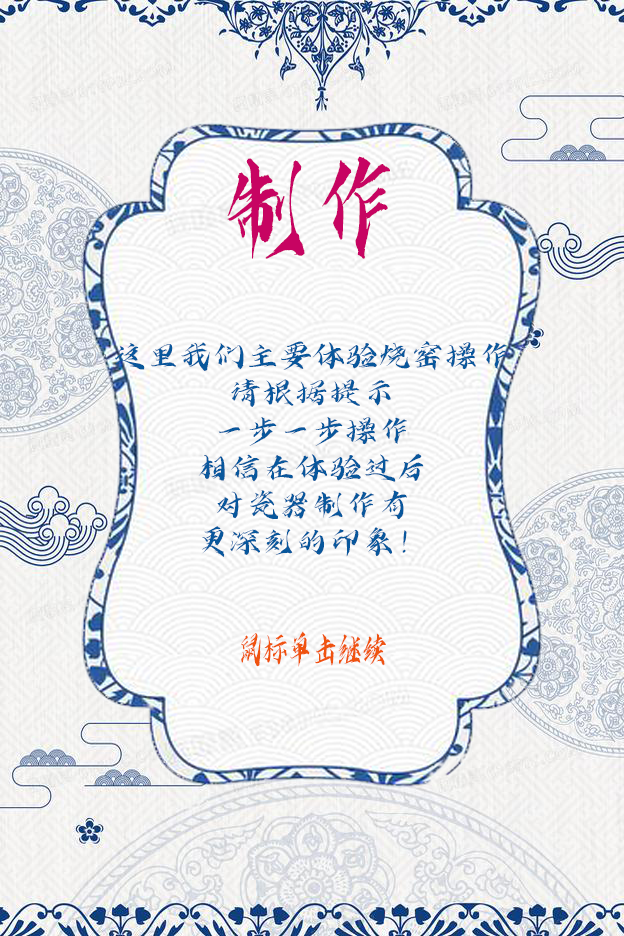 制作
这里我们主要体验烧窑操作
请根据提示
一步一步操作
相信在体验过后
对瓷器制作有
更深刻的印象！
鼠标单击继续